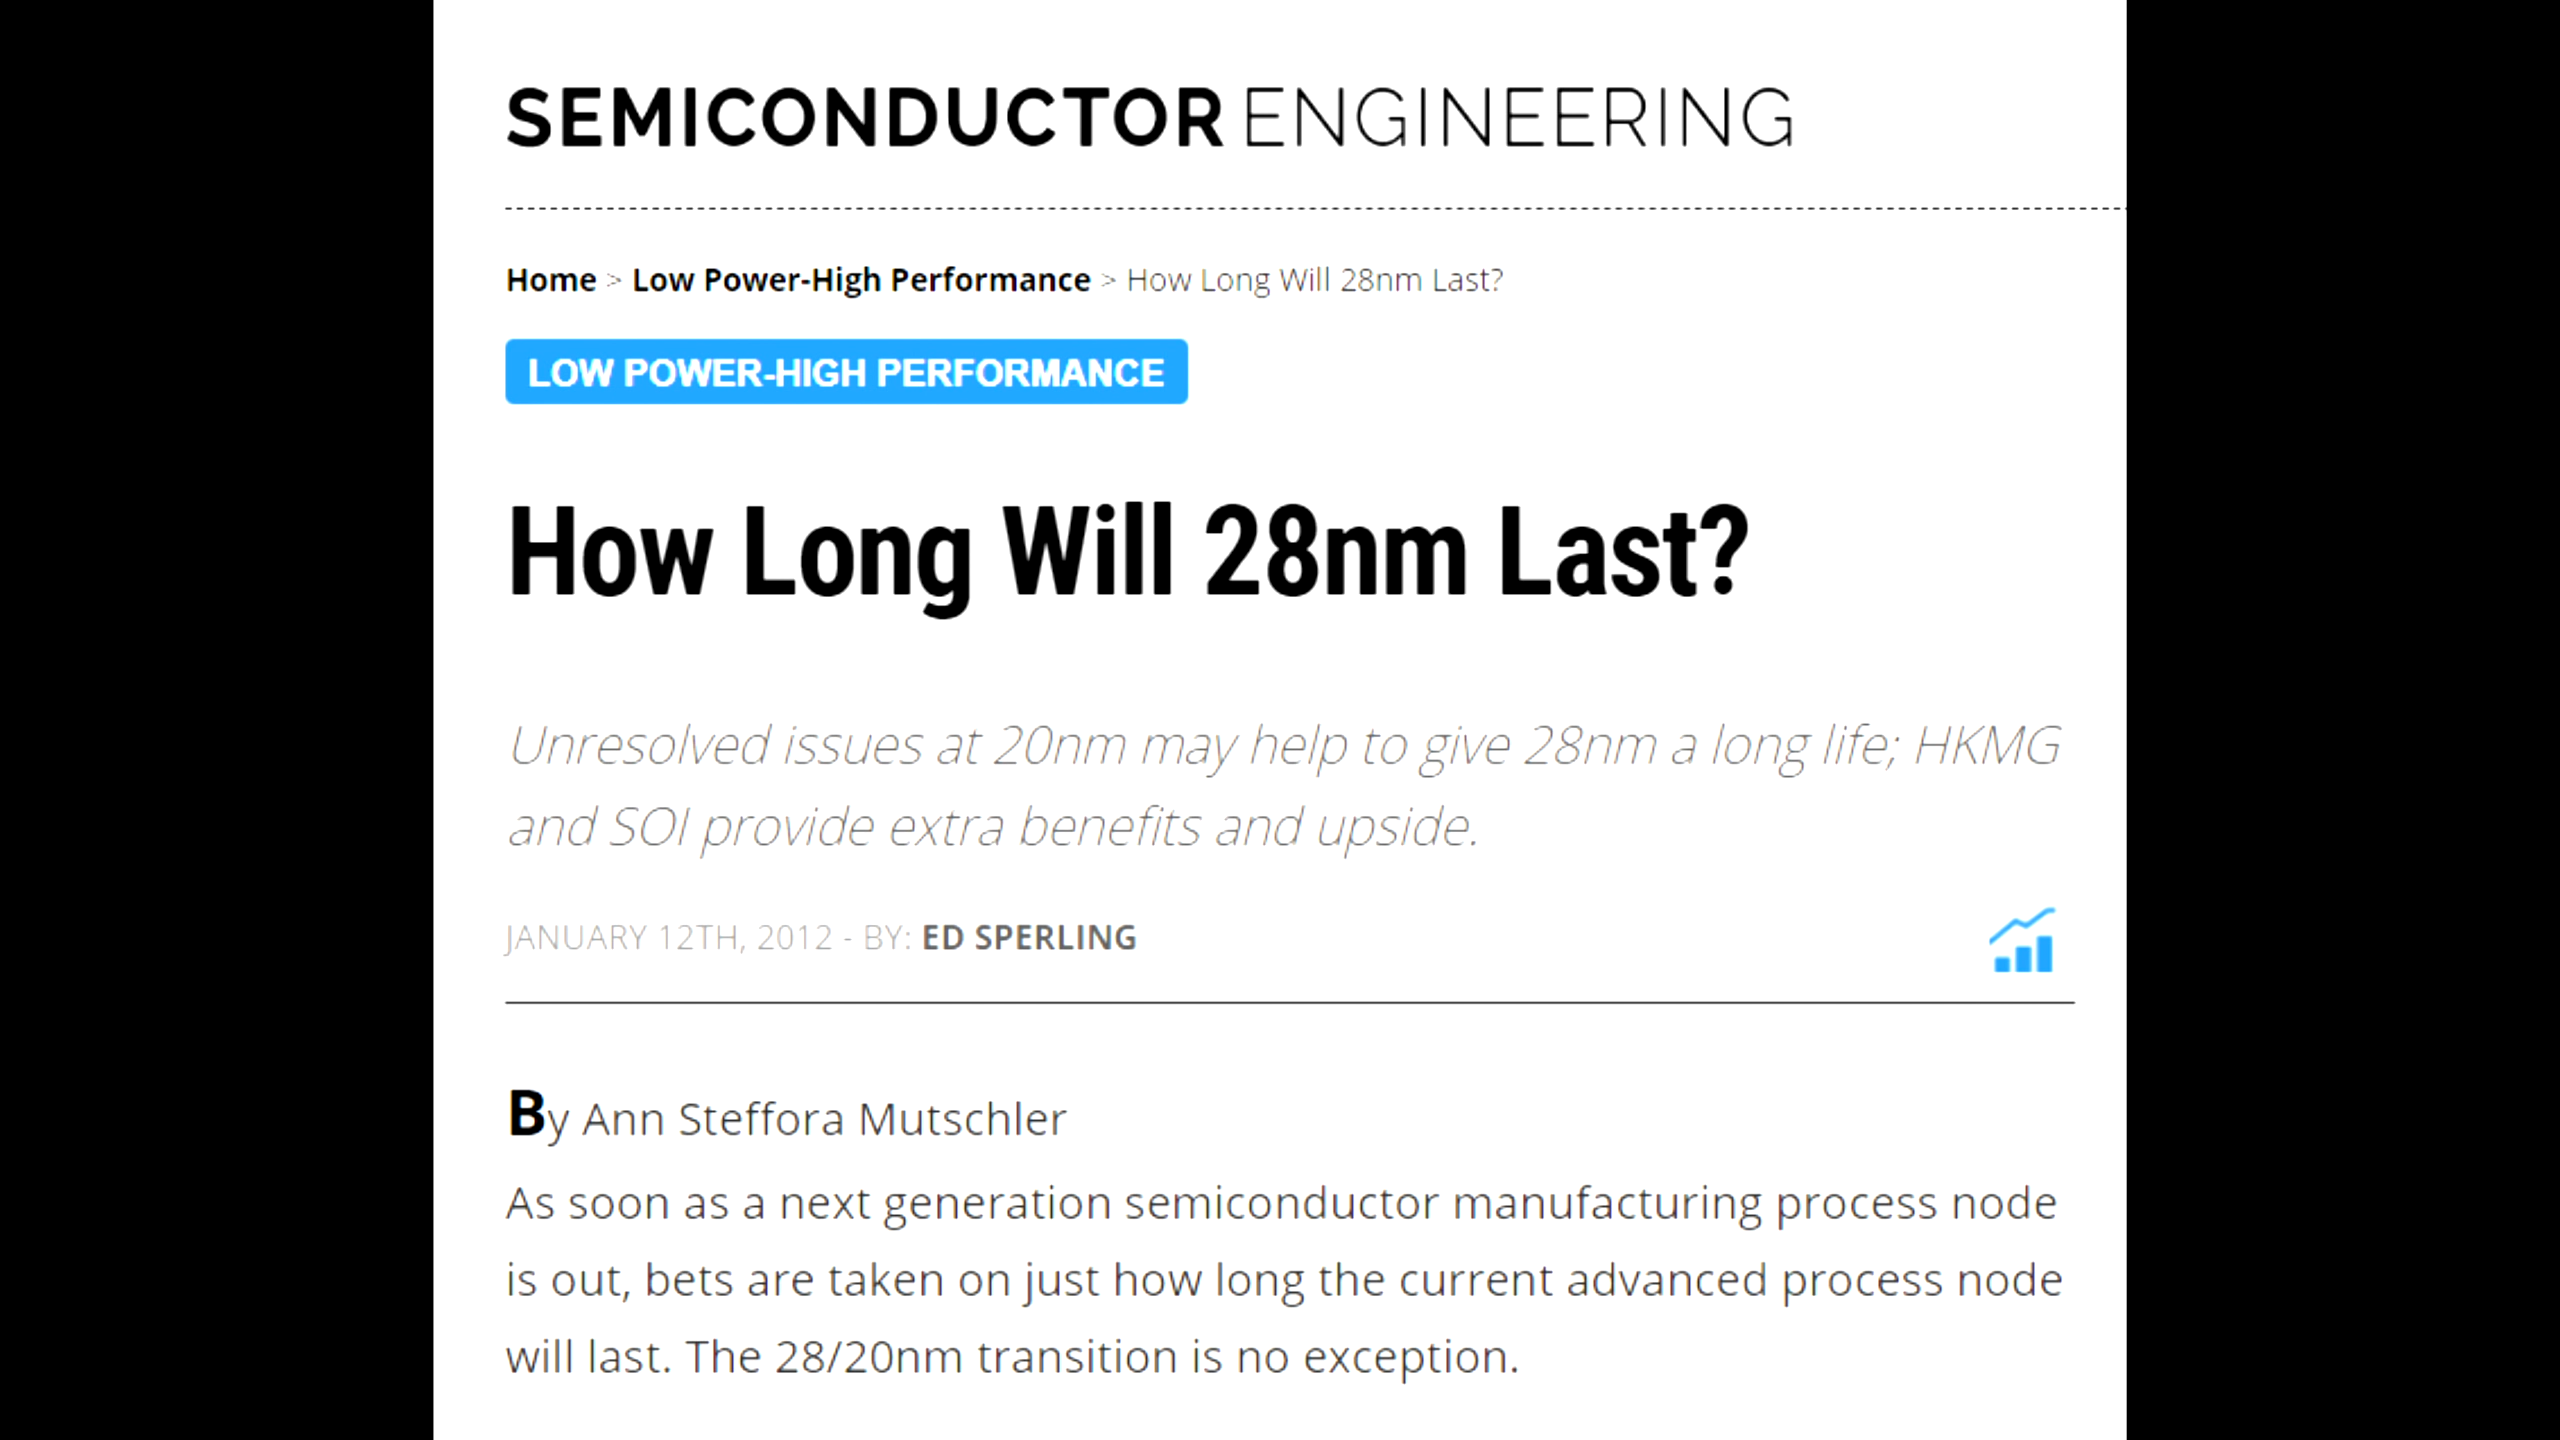 SEMICONDUCTOR ENGINEERING
Home > Low Power-High Performance > How Long Will 28nm Last?
LOW POWER-HIGH PERFORMANCE
How Long Will 28nm Last?
Unresolved issues at 20nm may help to give 28nm a long life; HKMG
and SOI provide extra benefits and upside.
JANUARY 12TH, 2012 - BY: ED SPERLING
By Ann Steffora Mutschler
As soon as a next generation semiconductor manufacturing process node
is out, bets are taken on just how long the current advanced process node
will last. The 28/20nm transition is no exception.